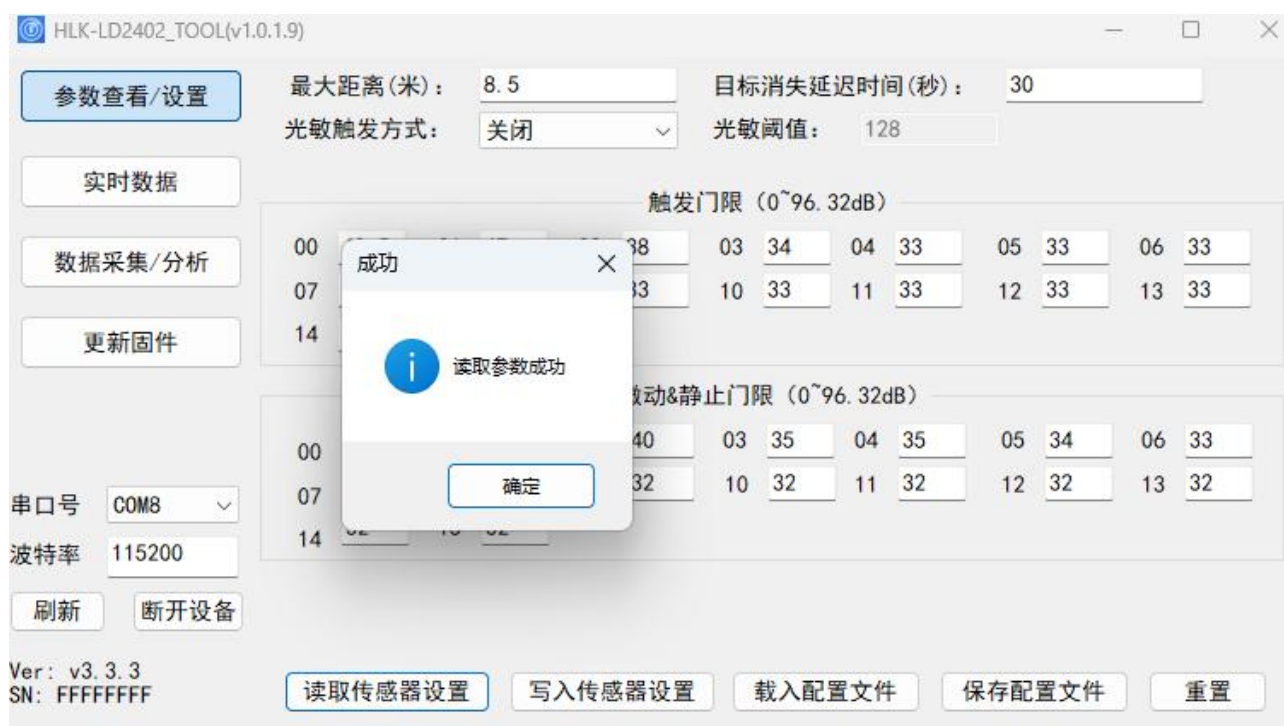 HLK-LD2402_TOOL(v1.0.1.9)
参数查看/设置
最大距离(米): 8.5 目标消失延迟时间(秒): 30
光敏触发方式: 关闭 光敏阈值: 128
实时数据
触发门限 (0~96.32dB)
数据采集/分析
00 38 03 34 04 33 05 33 06 33
07 33 10 33 11 33 12 33 13 33
14
更新固件
成功
读取参数成功
确定
动&静止门限 (0~96.32dB)
00 40 03 35 04 35 05 34 06 33
07 32 10 32 11 32 12 32 13 32
14
串口号 COM8
波特率 115200
刷新 断开设备
Ver: v3.3.3
SN: FFFFFFFF
读取传感器设置 写入传感器设置 载入配置文件 保存配置文件 重置